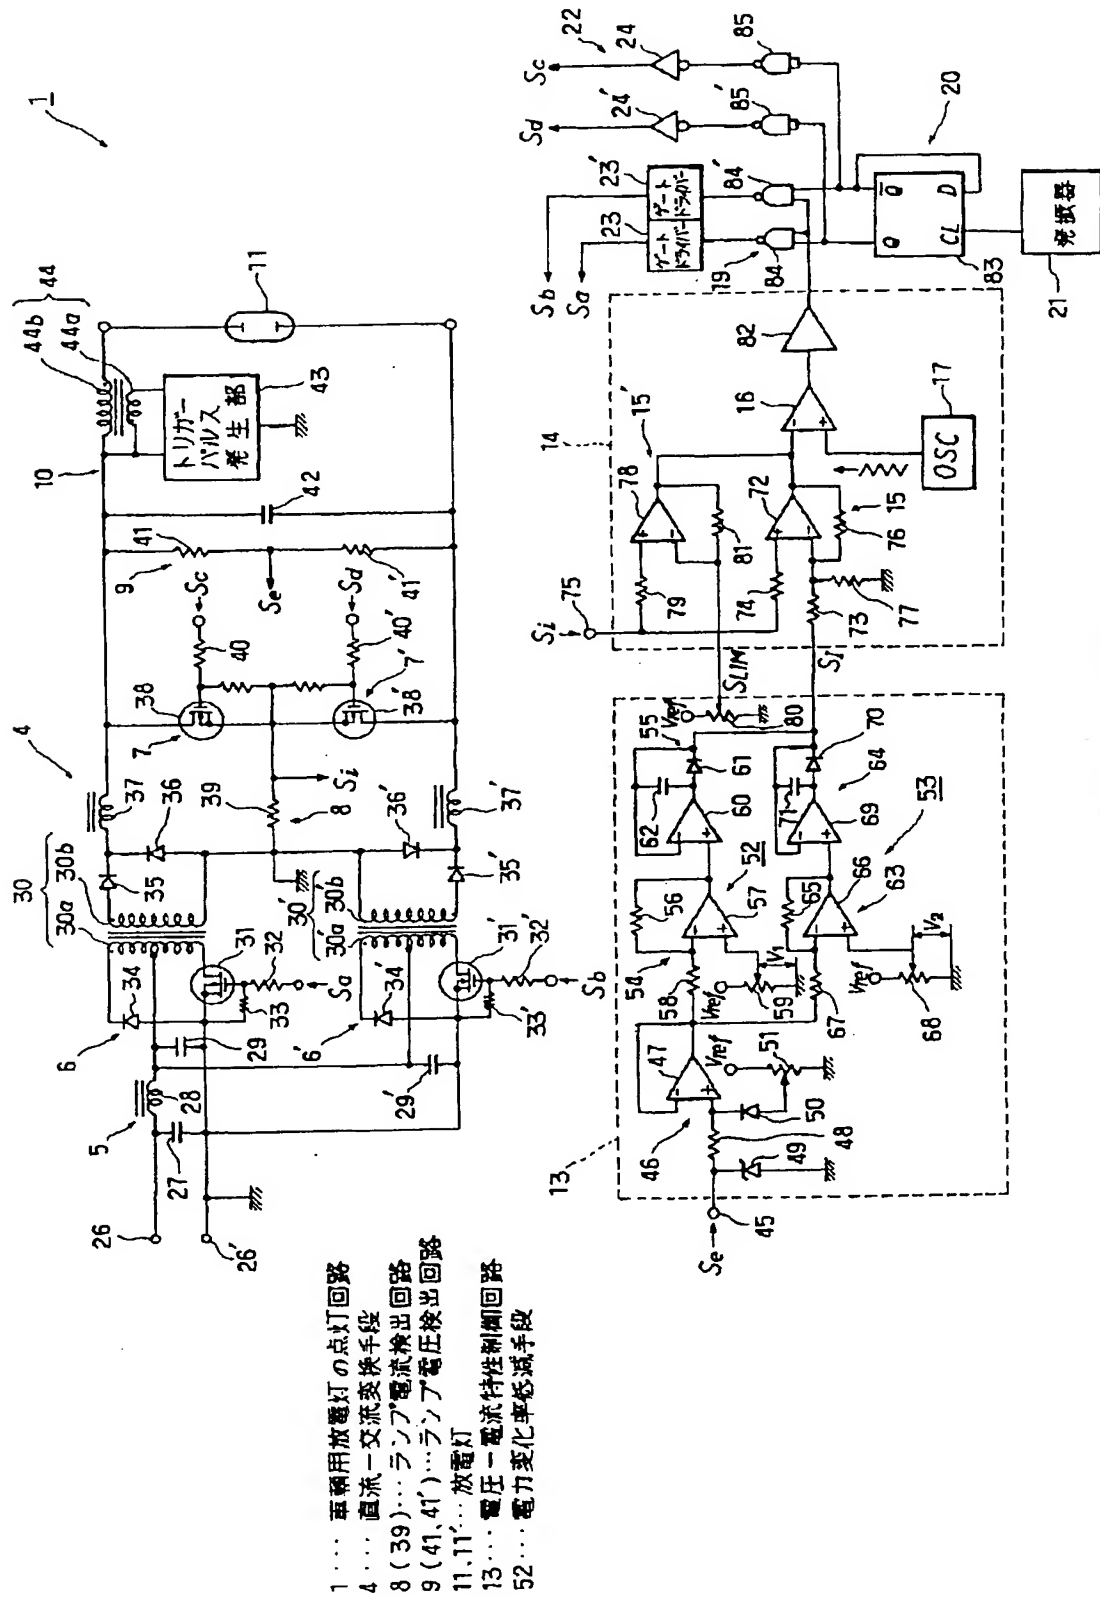 1
4
30
30a
30b
37
36
35
34
6
31
32
33
Sa
29
28
5
27
26
26'
30'
30'a
30'b
34'
6'
31'
32'
33'
Sb
29'
35'
36'
37'
39
8
Si
7
38
40
Sc
7'
38'
40'
Sd
9
41
Se
41'
42
10
44
44b
44a
トリガー
パルス
発生部
43
11
1‥‥車輌用放電灯の点灯回路
4‥‥直流−交流変換手段
8(39)‥‥ランプ電流検出回路
9(41,41')‥‥ランプ電圧検出回路
11,11'‥‥放電灯
13‥‥電圧−電流特性制御回路
52‥‥電力変化率低減手段
13
Se
45
46
47
48
49
50
51
Vref
52
53
54
55
56
57
58
59
Vref
V1
60
61
62
63
64
65
66
67
68
Vref
V2
69
70
71
80
Vref
SLIM
SI
14
Si
75
15'
78
79
81
72
74
73
76
77
15
16
17
OSC
82
Sb
Sa
23
23'
ゲート
ドライバー
ゲート
ドライバー
19
84
84'
Sd
Sc
24'
24
22
85'
85
20
Q
Q̄
CL
D
83
発振器
21